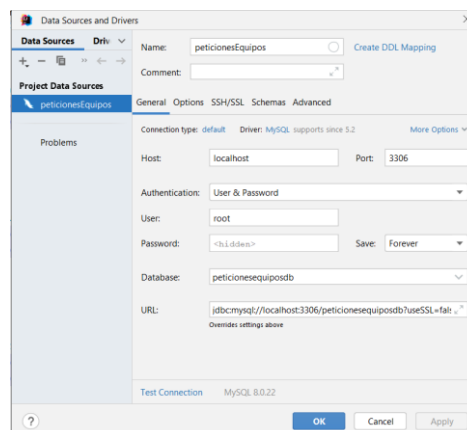 Data Sources and Drivers
Data Sources Driv
Name: peticionesEquipos Create DDL Mapping
Comment:
Project Data Sources
peticionesEquipos
Problems
General Options SSH/SSL Schemas Advanced
Connection type: default Driver: MySQL supports since 5.2 More Options
Host: localhost Port: 3306
Authentication: User & Password
User: root
Password: <hidden> Save: Forever
Database: peticionesequiposdb
URL: jdbc:mysql://localhost:3306/peticionesequiposdb?useSSL=fals
Overrides settings above
Test Connection MySQL 8.0.22
? OK Cancel Apply